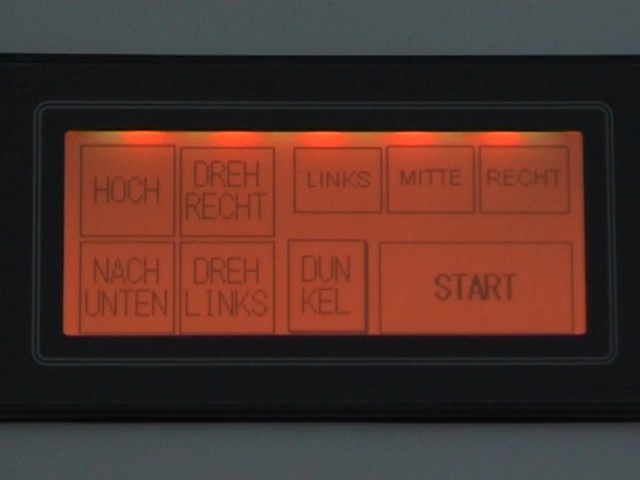 HOCH
DREH
RECHT
LINKS
MITTE
RECHT
NACH
UNTEN
DREH
LINKS
DUN
KEL
START